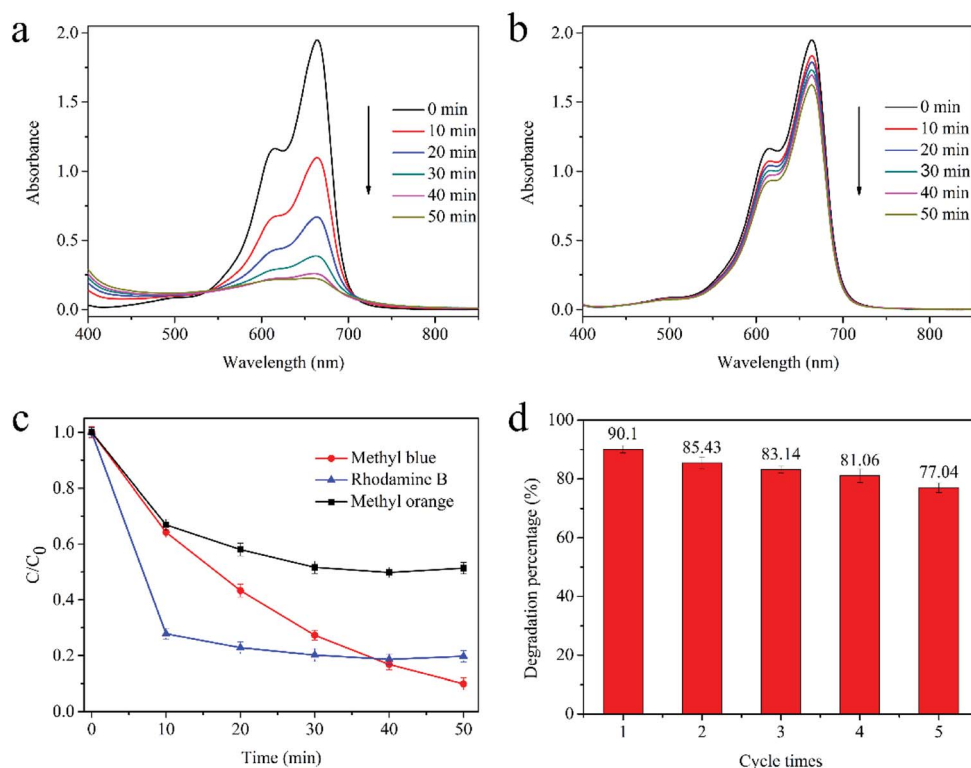 a
2.0
1.5
1.0
0.5
0.0
Absorbance
0 min
10 min
20 min
30 min
40 min
50 min
400 500 600 700 800
Wavelength (nm)
b
2.0
1.5
1.0
0.5
0.0
Absorbance
0 min
10 min
20 min
30 min
40 min
50 min
400 500 600 700 800
Wavelength (nm)
c
1.0
0.8
0.6
0.4
0.2
0.0
C/C0
Methyl blue
Rhodamine B
Methyl orange
0 10 20 30 40 50
Time (min)
d
100
80
60
40
20
0
Degradation percentage (%)
90.1 85.43 83.14 81.06 77.04
1 2 3 4 5
Cycle times